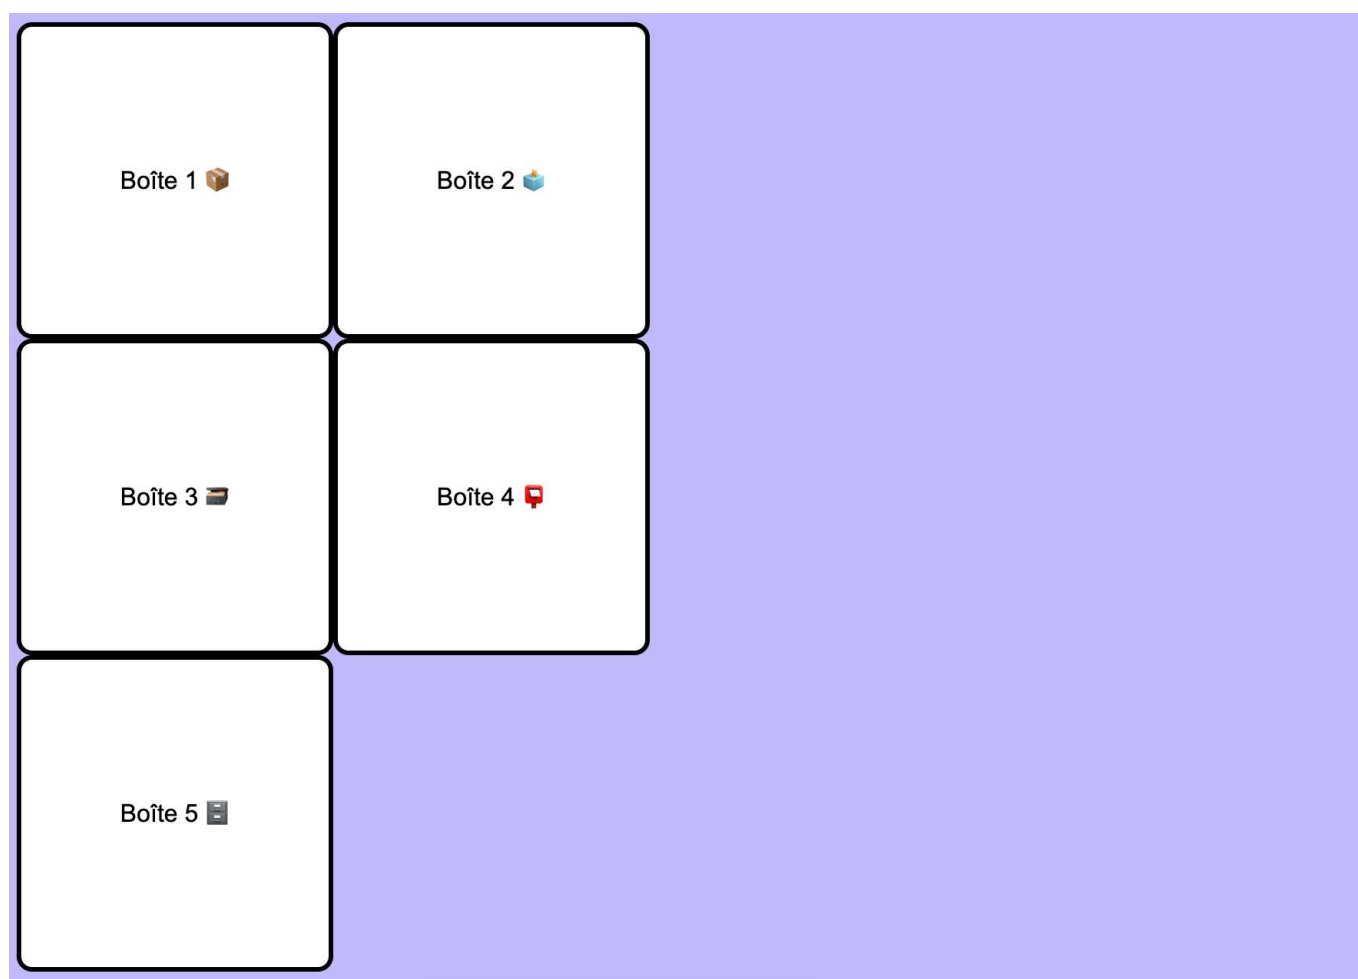 Boîte 1 📦
Boîte 2 🗳️
Boîte 3 🗃️
Boîte 4 📮
Boîte 5 🗄️